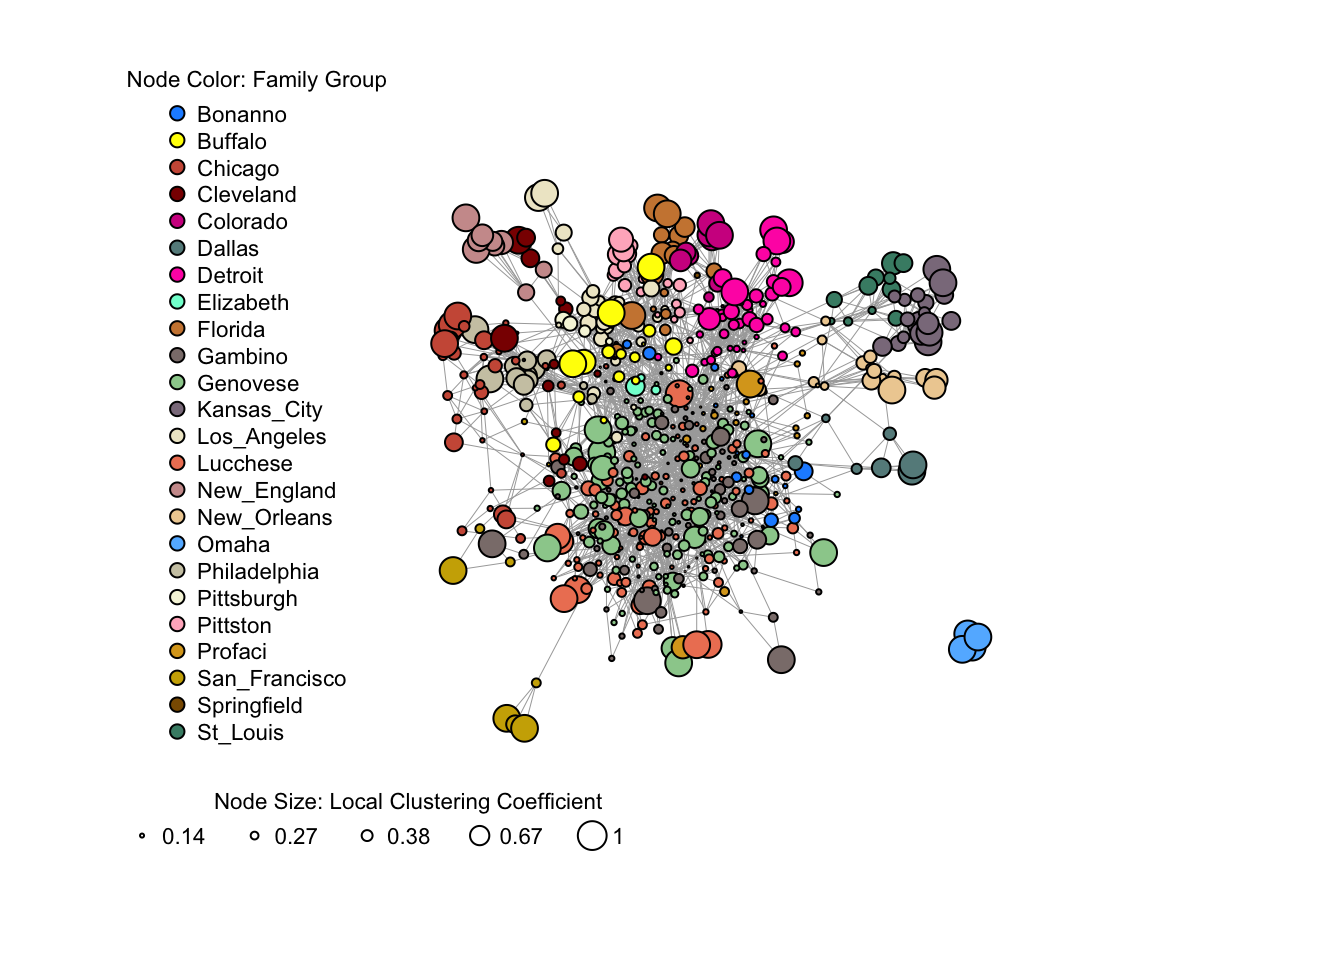 Node Color: Family Group
Bonanno
Buffalo
Chicago
Cleveland
Colorado
Dallas
Detroit
Elizabeth
Florida
Gambino
Genovese
Kansas_City
Los_Angeles
Lucchese
New_England
New_Orleans
Omaha
Philadelphia
Pittsburgh
Pittston
Profaci
San_Francisco
Springfield
St_Louis
Node Size: Local Clustering Coefficient
0.14 0.27 0.38 0.67 1